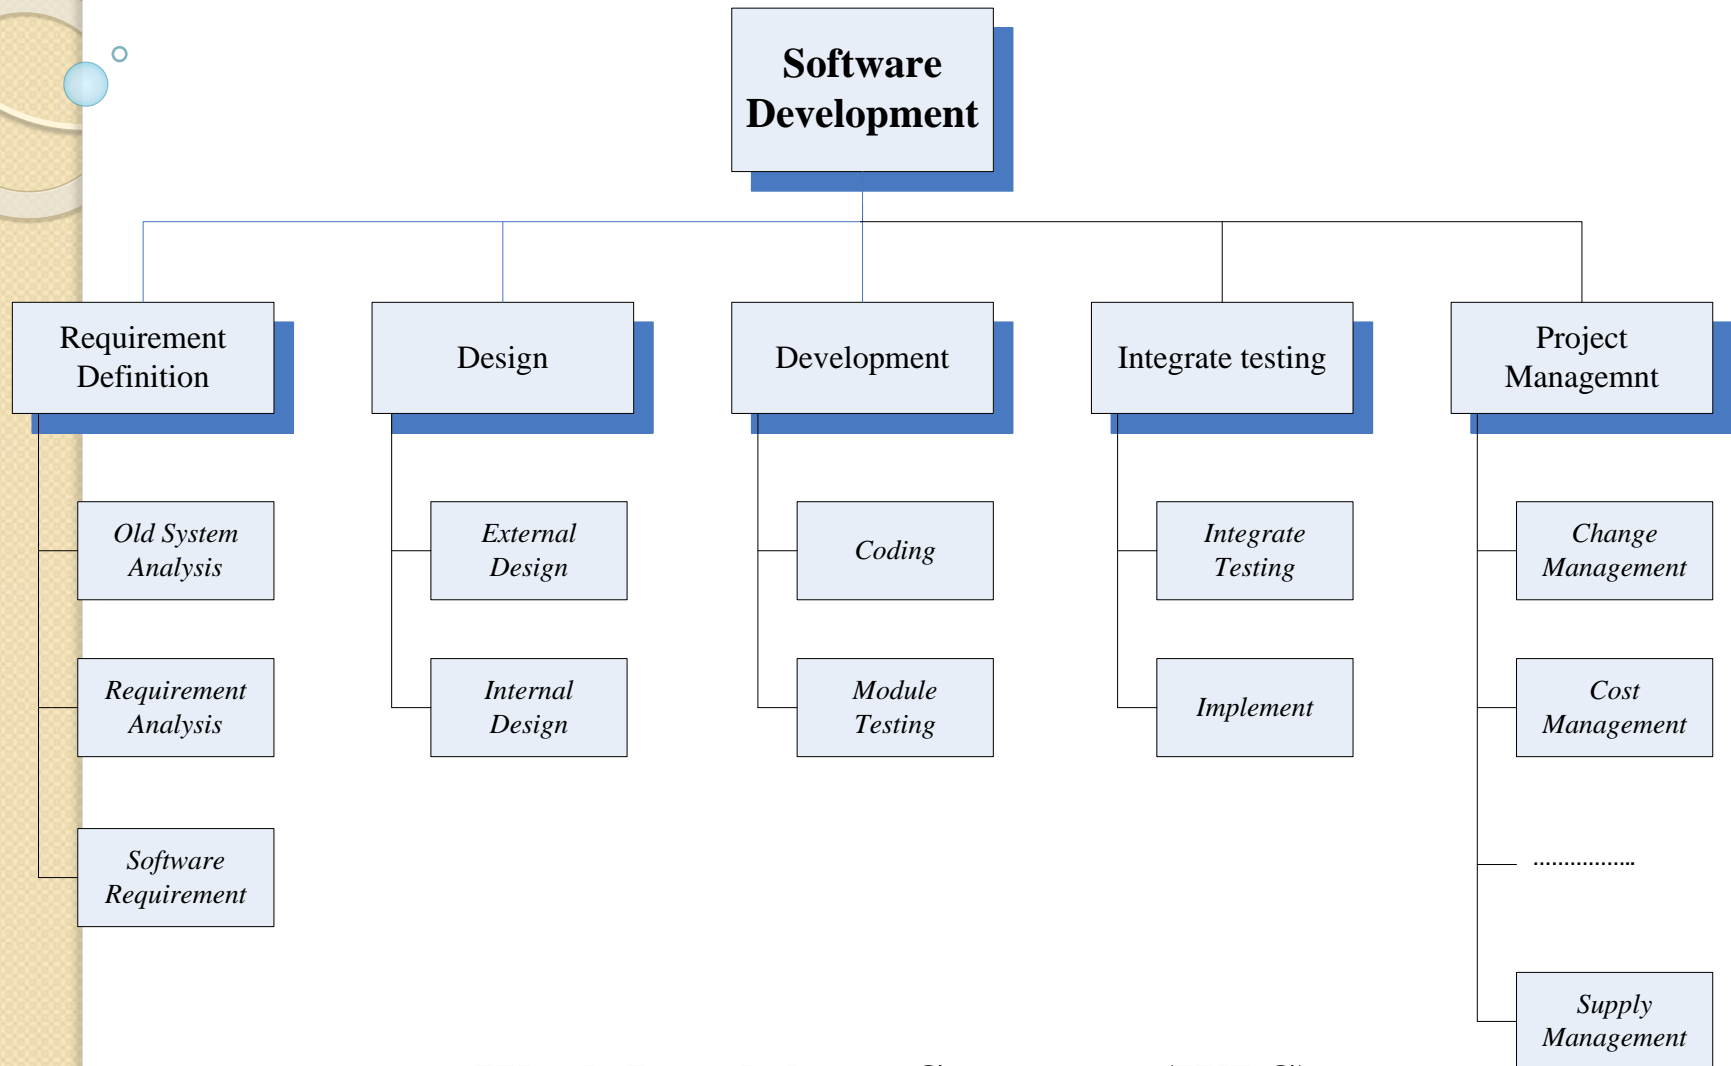 Software
Development
Requirement
Definition
Design
Development
Integrate testing
Project
Managemnt
Old System
Analysis
External
Design
Coding
Integrate
Testing
Change
Management
Requirement
Analysis
Internal
Design
Module
Testing
Implement
Cost
Management
Software
Requirement
................
Supply
Management